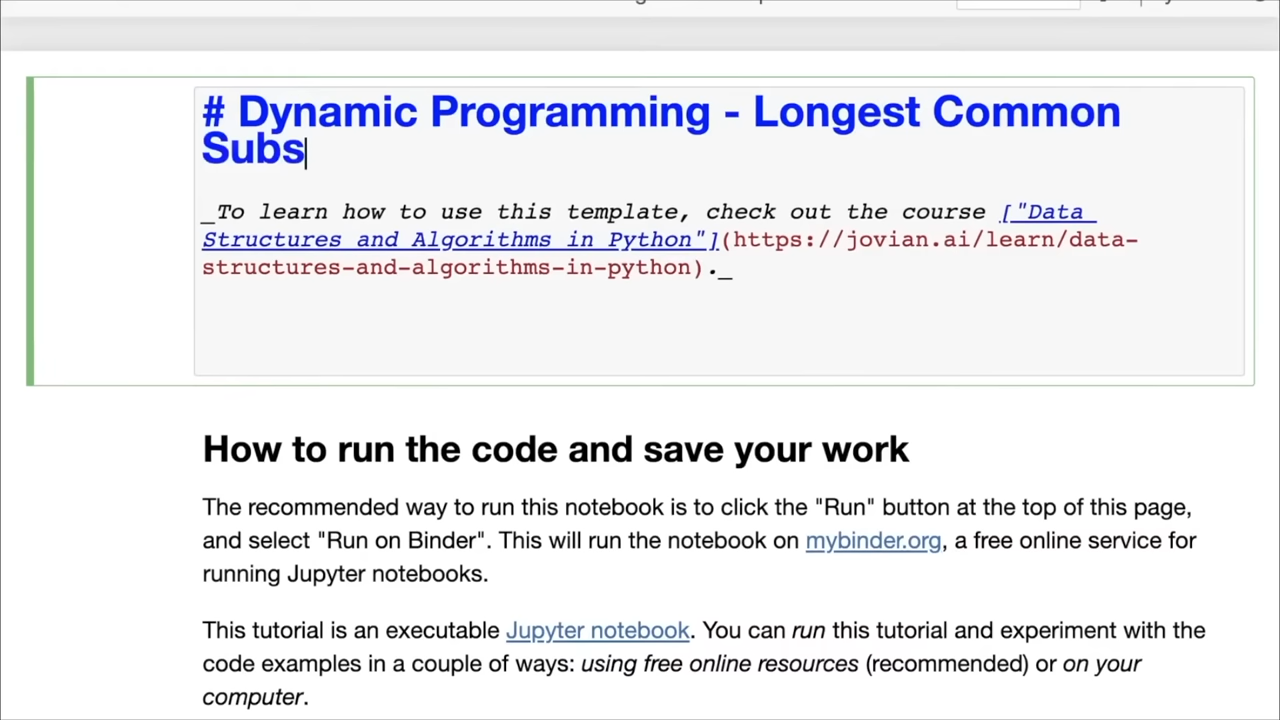 # Dynamic Programming - Longest Common
Subs
_To learn how to use this template, check out the course ["Data
Structures and Algorithms in Python"](https://jovian.ai/learn/data-
structures-and-algorithms-in-python)._
How to run the code and save your work
The recommended way to run this notebook is to click the "Run" button at the top of this page,
and select "Run on Binder". This will run the notebook on mybinder.org, a free online service for
running Jupyter notebooks.
This tutorial is an executable Jupyter notebook. You can run this tutorial and experiment with the
code examples in a couple of ways: using free online resources (recommended) or on your
computer.